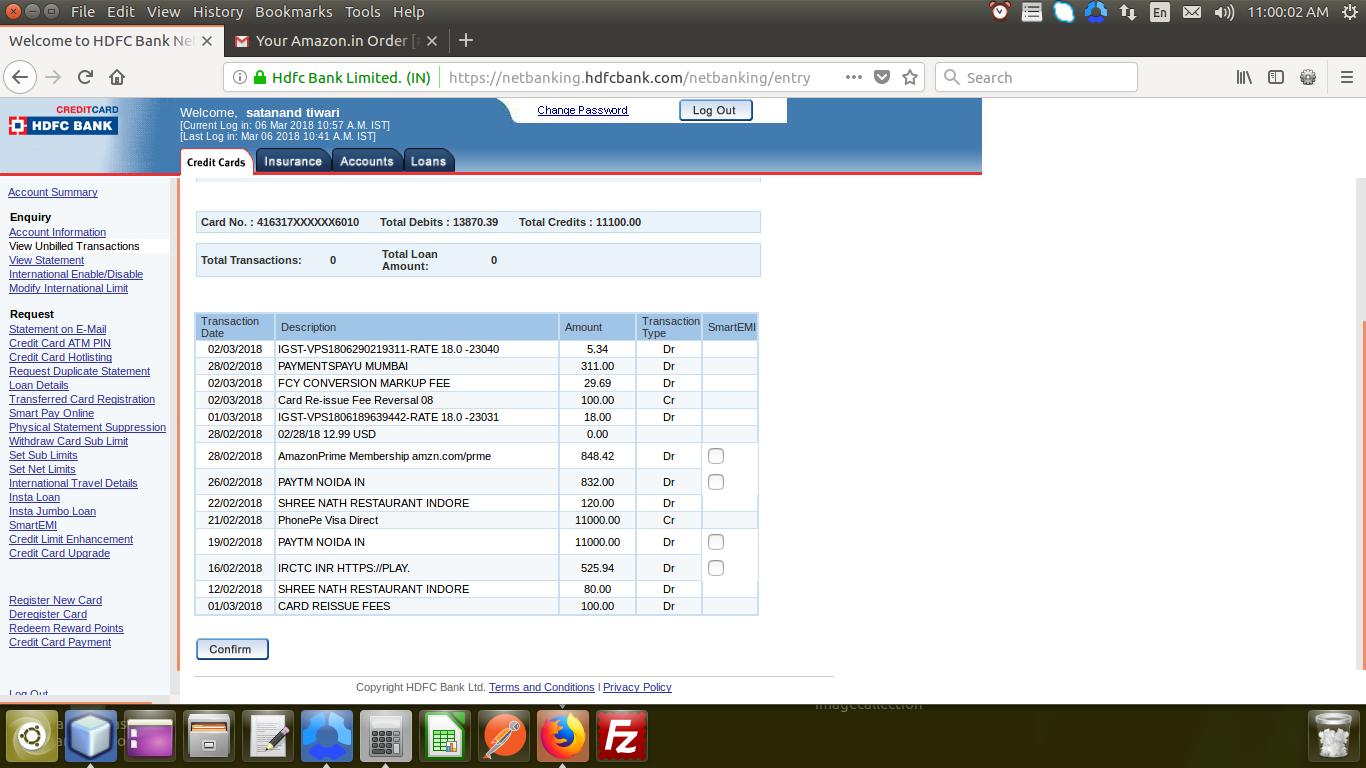 File Edit View History Bookmarks Tools Help
En
11:00:02 AM
Welcome to HDFC Bank Ne
Your Amazon.in Order [
Hdfc Bank Limited. (IN)
https://netbanking.hdfcbank.com/netbanking/entry
Search
CREDITCARD
HDFC BANK
Welcome, satanand tiwari
[Current Log in: 06 Mar 2018 10:57 A.M. IST]
[Last Log in: Mar 06 2018 10:41 A.M. IST]
Change Password
Log Out
Credit Cards Insurance Accounts Loans
Account Summary
Enquiry
Account Information
View Unbilled Transactions
View Statement
International Enable/Disable
Modify International Limit
Request
Statement on E-Mail
Credit Card ATM PIN
Credit Card Hotlisting
Request Duplicate Statement
Loan Details
Transferred Card Registration
Smart Pay Online
Physical Statement Suppression
Withdraw Card Sub Limit
Set Sub Limits
Set Net Limits
International Travel Details
Insta Loan
Insta Jumbo Loan
SmartEMI
Credit Limit Enhancement
Credit Card Upgrade
Register New Card
Deregister Card
Redeem Reward Points
Credit Card Payment
Log Out
Card No. : 416317XXXXXX6010 Total Debits : 13870.39 Total Credits : 11100.00
Total Transactions: 0 Total Loan Amount: 0
Transaction Date Description Amount Transaction Type SmartEMI
02/03/2018 IGST-VPS1806290219311-RATE 18.0 -23040 5.34 Dr
28/02/2018 PAYMENTSPAYU MUMBAI 311.00 Dr
02/03/2018 FCY CONVERSION MARKUP FEE 29.69 Dr
02/03/2018 Card Re-issue Fee Reversal 08 100.00 Cr
01/03/2018 IGST-VPS1806189639442-RATE 18.0 -23031 18.00 Dr
28/02/2018 02/28/18 12.99 USD 0.00
28/02/2018 AmazonPrime Membership amzn.com/prme 848.42 Dr
26/02/2018 PAYTM NOIDA IN 832.00 Dr
22/02/2018 SHREE NATH RESTAURANT INDORE 120.00 Dr
21/02/2018 PhonePe Visa Direct 11000.00 Cr
19/02/2018 PAYTM NOIDA IN 11000.00 Dr
16/02/2018 IRCTC INR HTTPS://PLAY. 525.94 Dr
12/02/2018 SHREE NATH RESTAURANT INDORE 80.00 Dr
01/03/2018 CARD REISSUE FEES 100.00 Dr
Confirm
Copyright HDFC Bank Ltd. Terms and Conditions I Privacy Policy
Fz